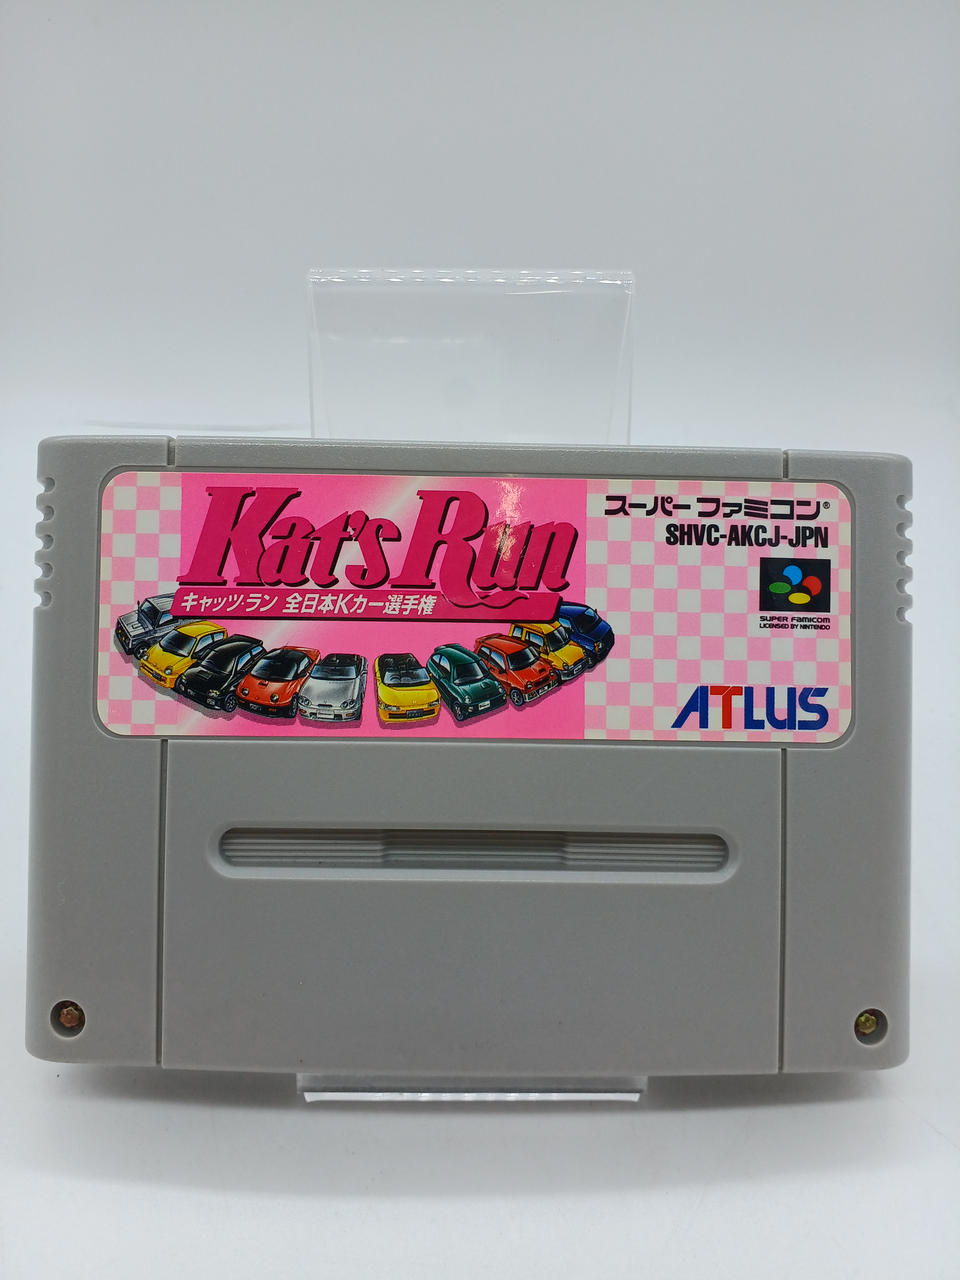 Kat's Run
キャッツ・ラン 全日本Kカー選手権
スーパーファミコン®
SHVC-AKCJ-JPN
SUPER FAMICOM
LICENSED BY NINTENDO
ATLUS